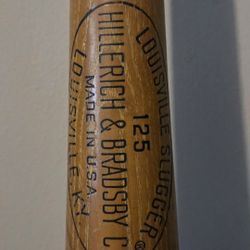 125
LOUISVILLE SLUGGER®
HILLERICH & BRADSBY C
MADE IN U.S.A.
LOUISVILLE, KY.